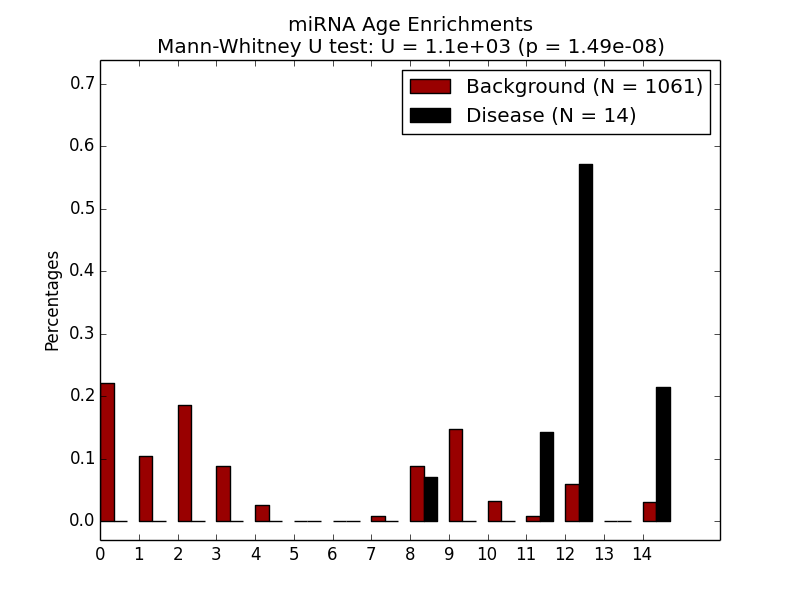 miRNA Age Enrichments
Mann-Whitney U test: U = 1.1e+03 (p = 1.49e-08)
Background (N = 1061)
Disease (N = 14)
Percentages
0.7
0.6
0.5
0.4
0.3
0.2
0.1
0.0
0 1 2 3 4 5 6 7 8 9 10 11 12 13 14